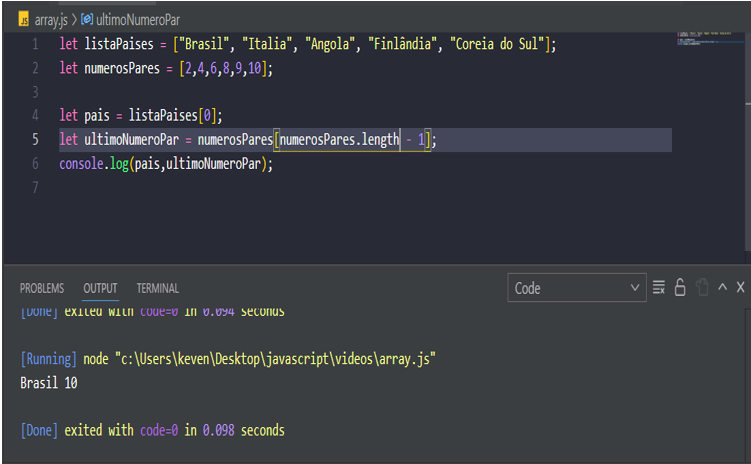 JS array.js > ultimoNumeroPar
1 let listaPaises = ["Brasil", "Italia", "Angola", "Finlândia", "Coreia do Sul"];
2 let numerosPares = [2,4,6,8,9,10];
3
4 let pais = listaPaises[0];
5 let ultimoNumeroPar = numerosPares[numerosPares.length - 1];
6 console.log(pais,ultimoNumeroPar);
7
PROBLEMS OUTPUT TERMINAL Code
[Done] exited with code=0 in 0.094 seconds
[Running] node "c:\Users\keven\Desktop\javascript\videos\array.js"
Brasil 10
[Done] exited with code=0 in 0.098 seconds